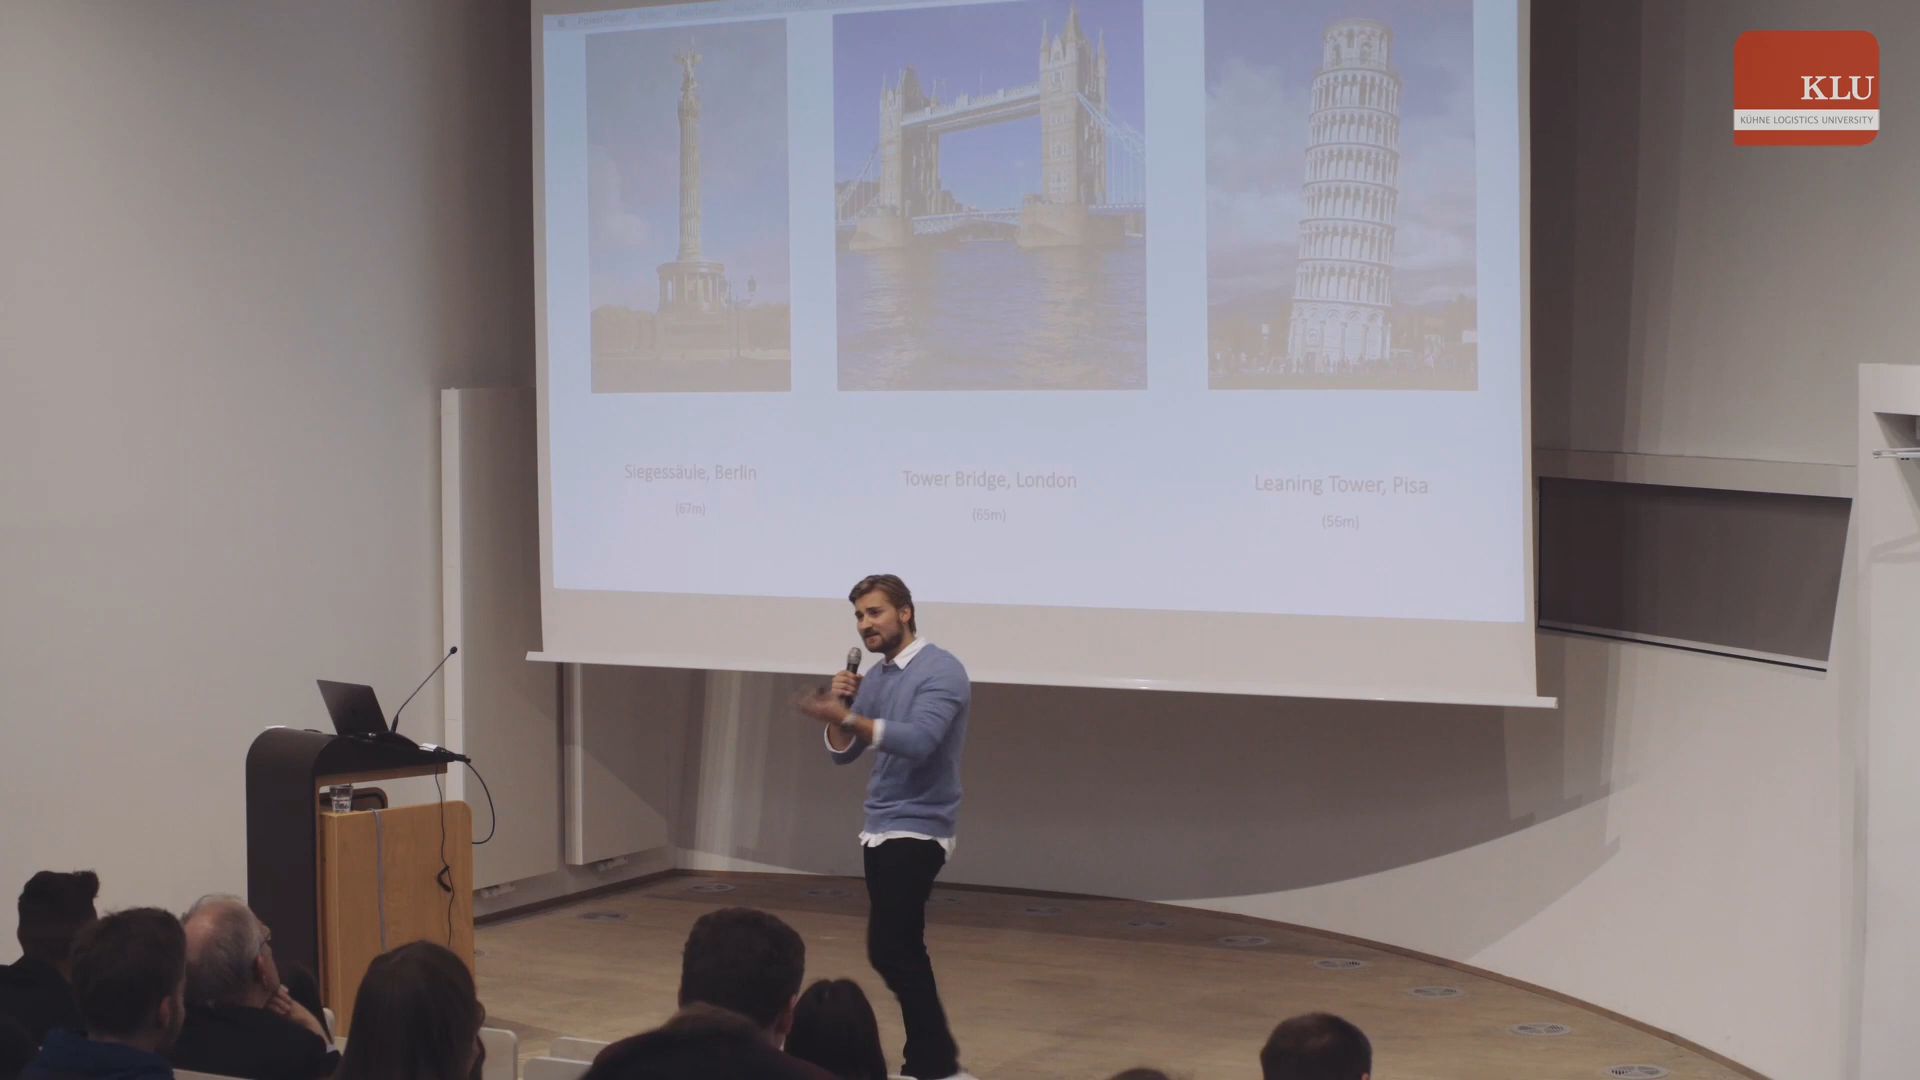 KLU
KÜHNE LOGISTICS UNIVERSITY
Siegessäule, Berlin
(67m)
Tower Bridge, London
(65m)
Leaning Tower, Pisa
(56m)